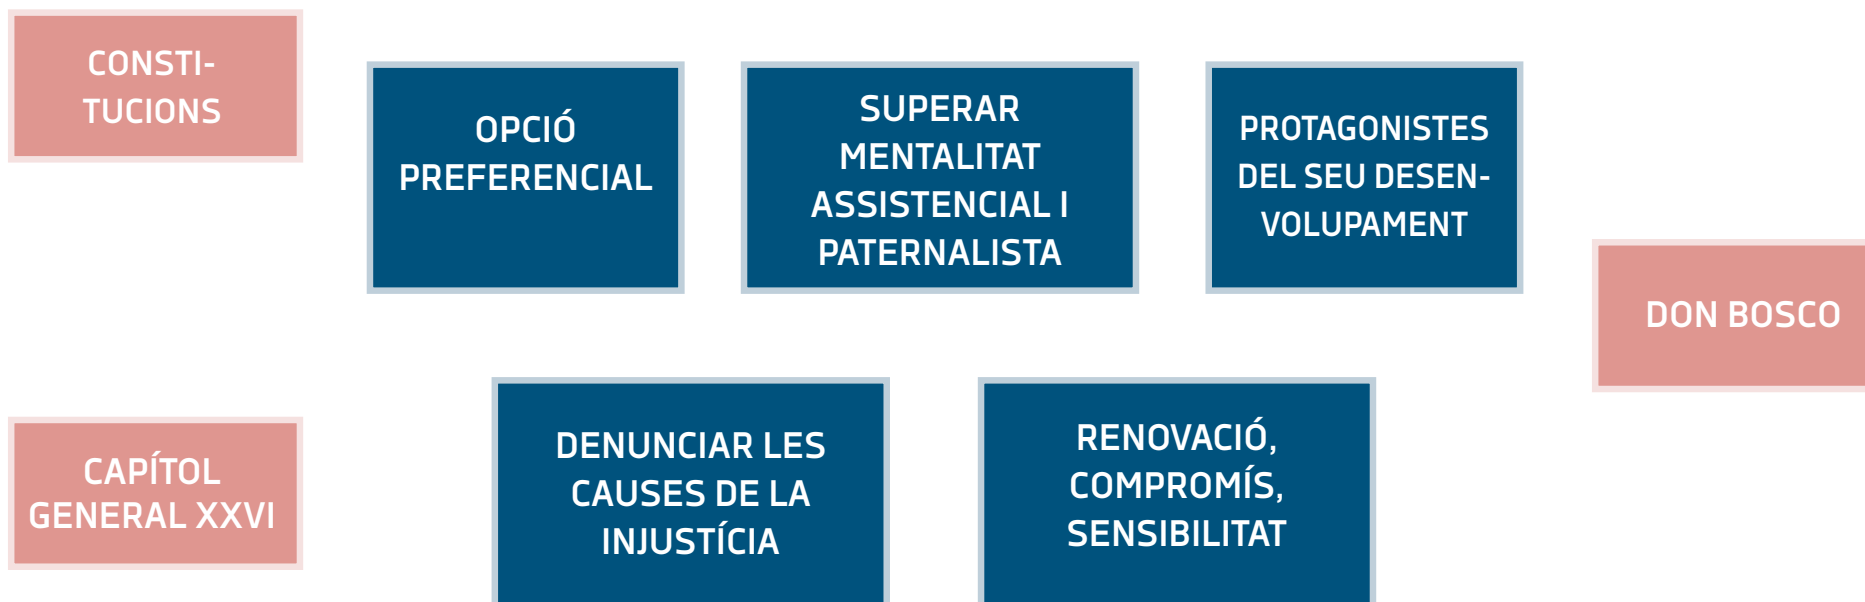 CONSTI-
TUCIONS
OPCIÓ
PREFERENCIAL
SUPERAR
MENTALITAT
ASSISTENCIAL I
PATERNALISTA
PROTAGONISTES
DEL SEU DESEN-
VOLUPAMENT
DON BOSCO
CAPÍTOL
GENERAL XXVI
DENUNCIAR LES
CAUSES DE LA
INJUSTÍCIA
RENOVACIÓ,
COMPROMÍS,
SENSIBILITAT